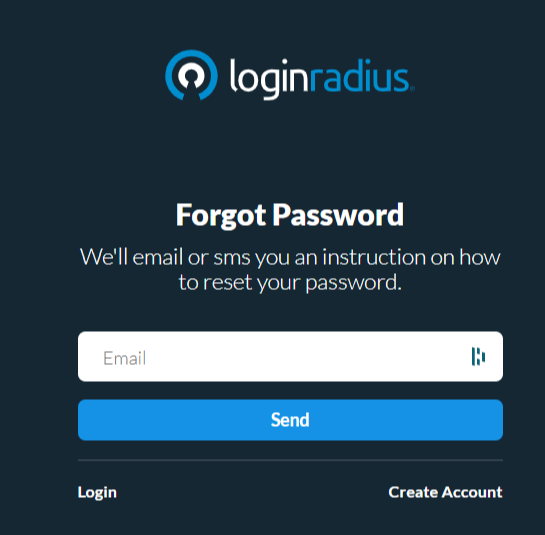 loginradius
Forgot Password
We'll email or sms you an instruction on how
to reset your password.
Email
Send
Login
Create Account